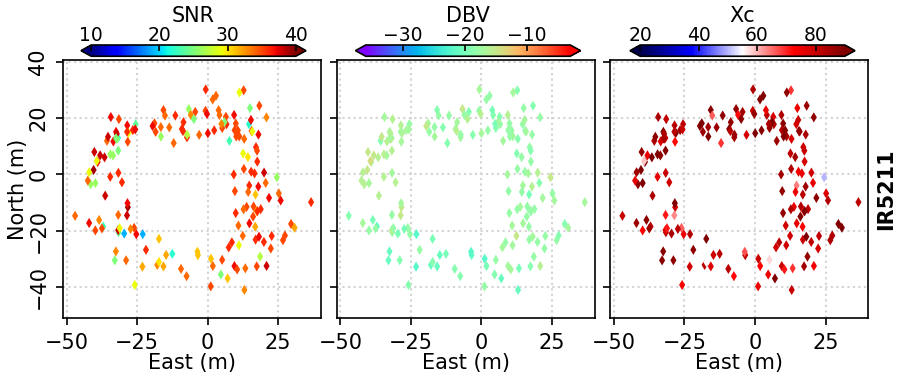 SNR DBV Xc
10 20 30 40 −30 −20 −10 20 40 60 80
40
20
0
−20
−40
North (m)
−50 −25 0 25 −50 −25 0 25 −50 −25 0 25
East (m) East (m) East (m)
IR5211